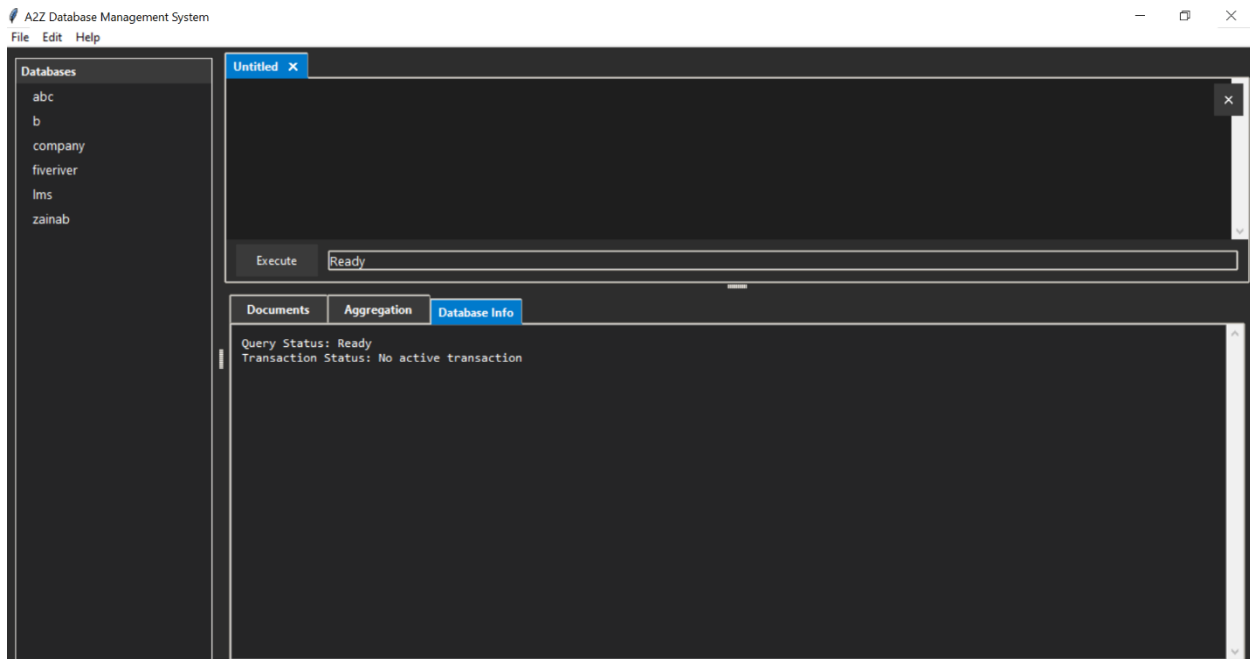 A2Z Database Management System
File Edit Help
Databases
abc
b
company
fiveriver
lms
zainab
Untitled ✕
✕
Execute Ready
Documents Aggregation Database Info
Query Status: Ready
Transaction Status: No active transaction